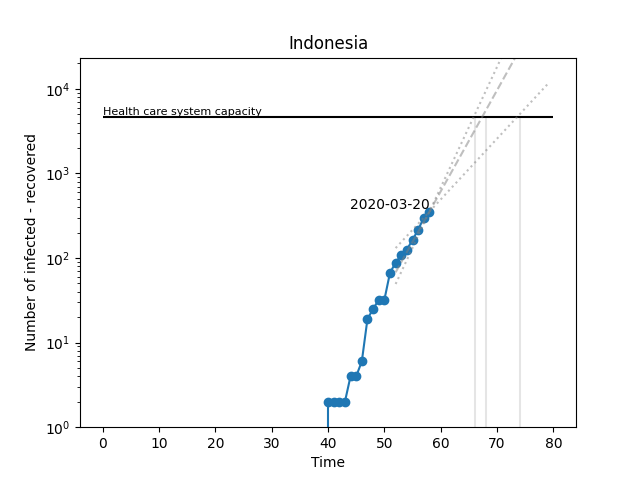 Indonesia
Number of infected - recovered
10^4
10^3
10^2
10^1
10^0
Health care system capacity
2020-03-20
0 10 20 30 40 50 60 70 80
Time